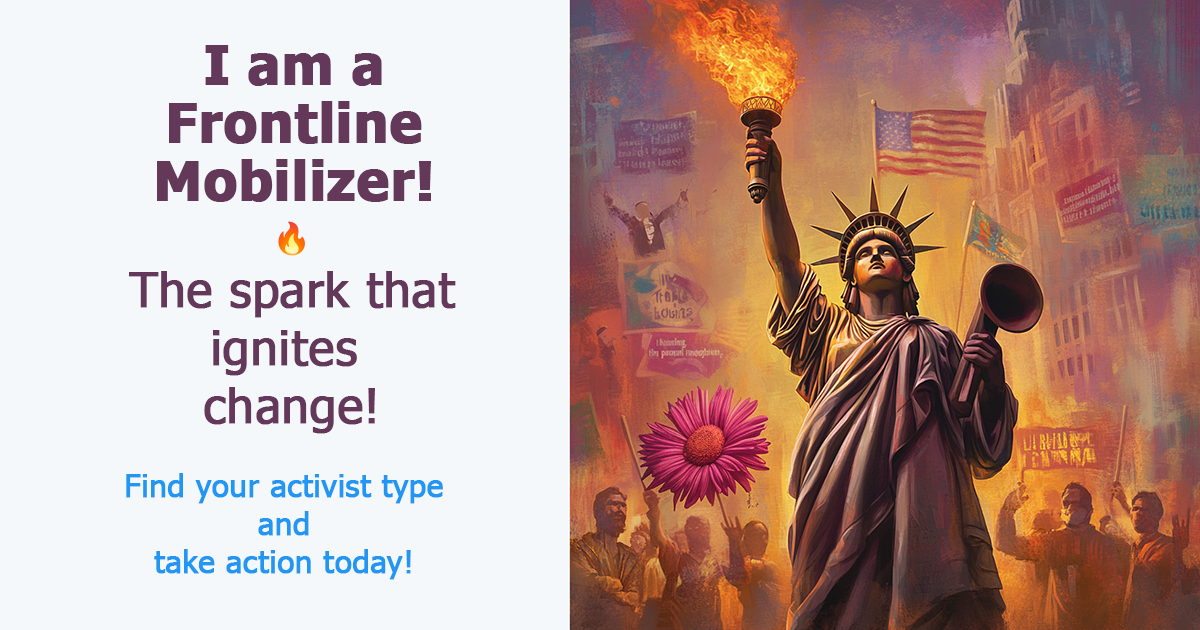 I am a
Frontline
Mobilizer!
🔥
The spark that
ignites
change!
Find your activist type
and
take action today!